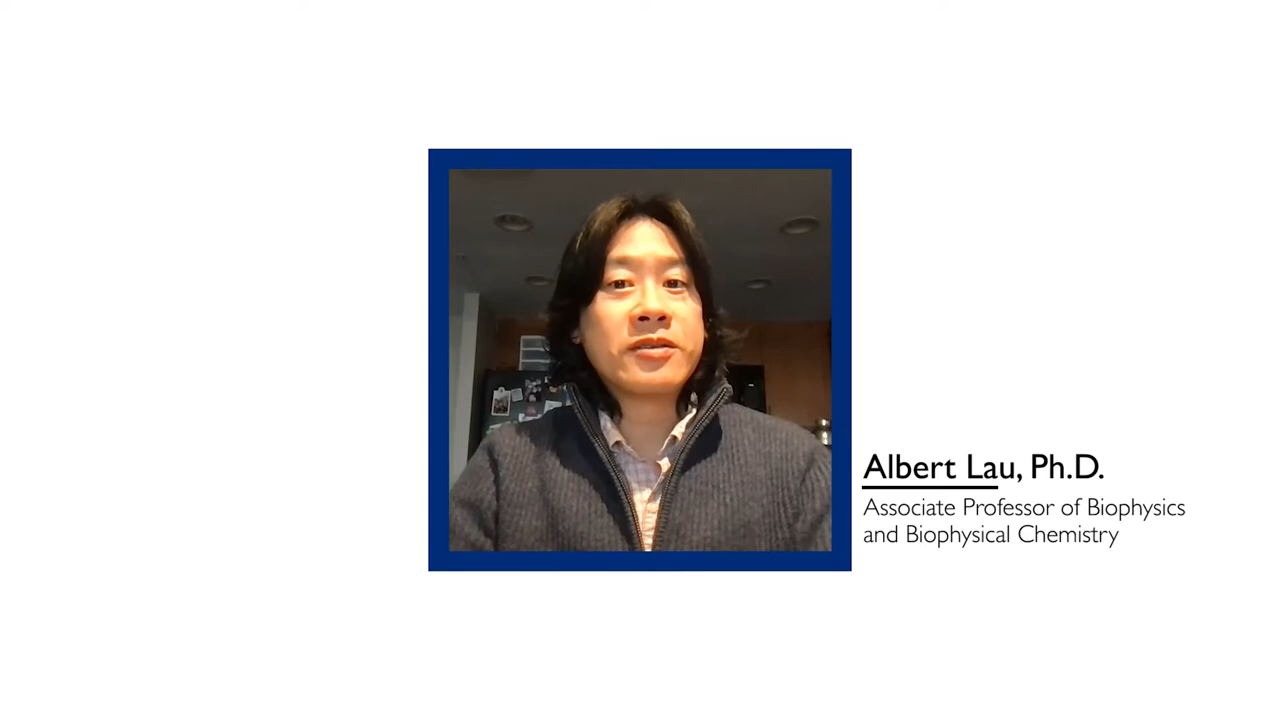 Albert Lau, Ph.D.
Associate Professor of Biophysics
and Biophysical Chemistry